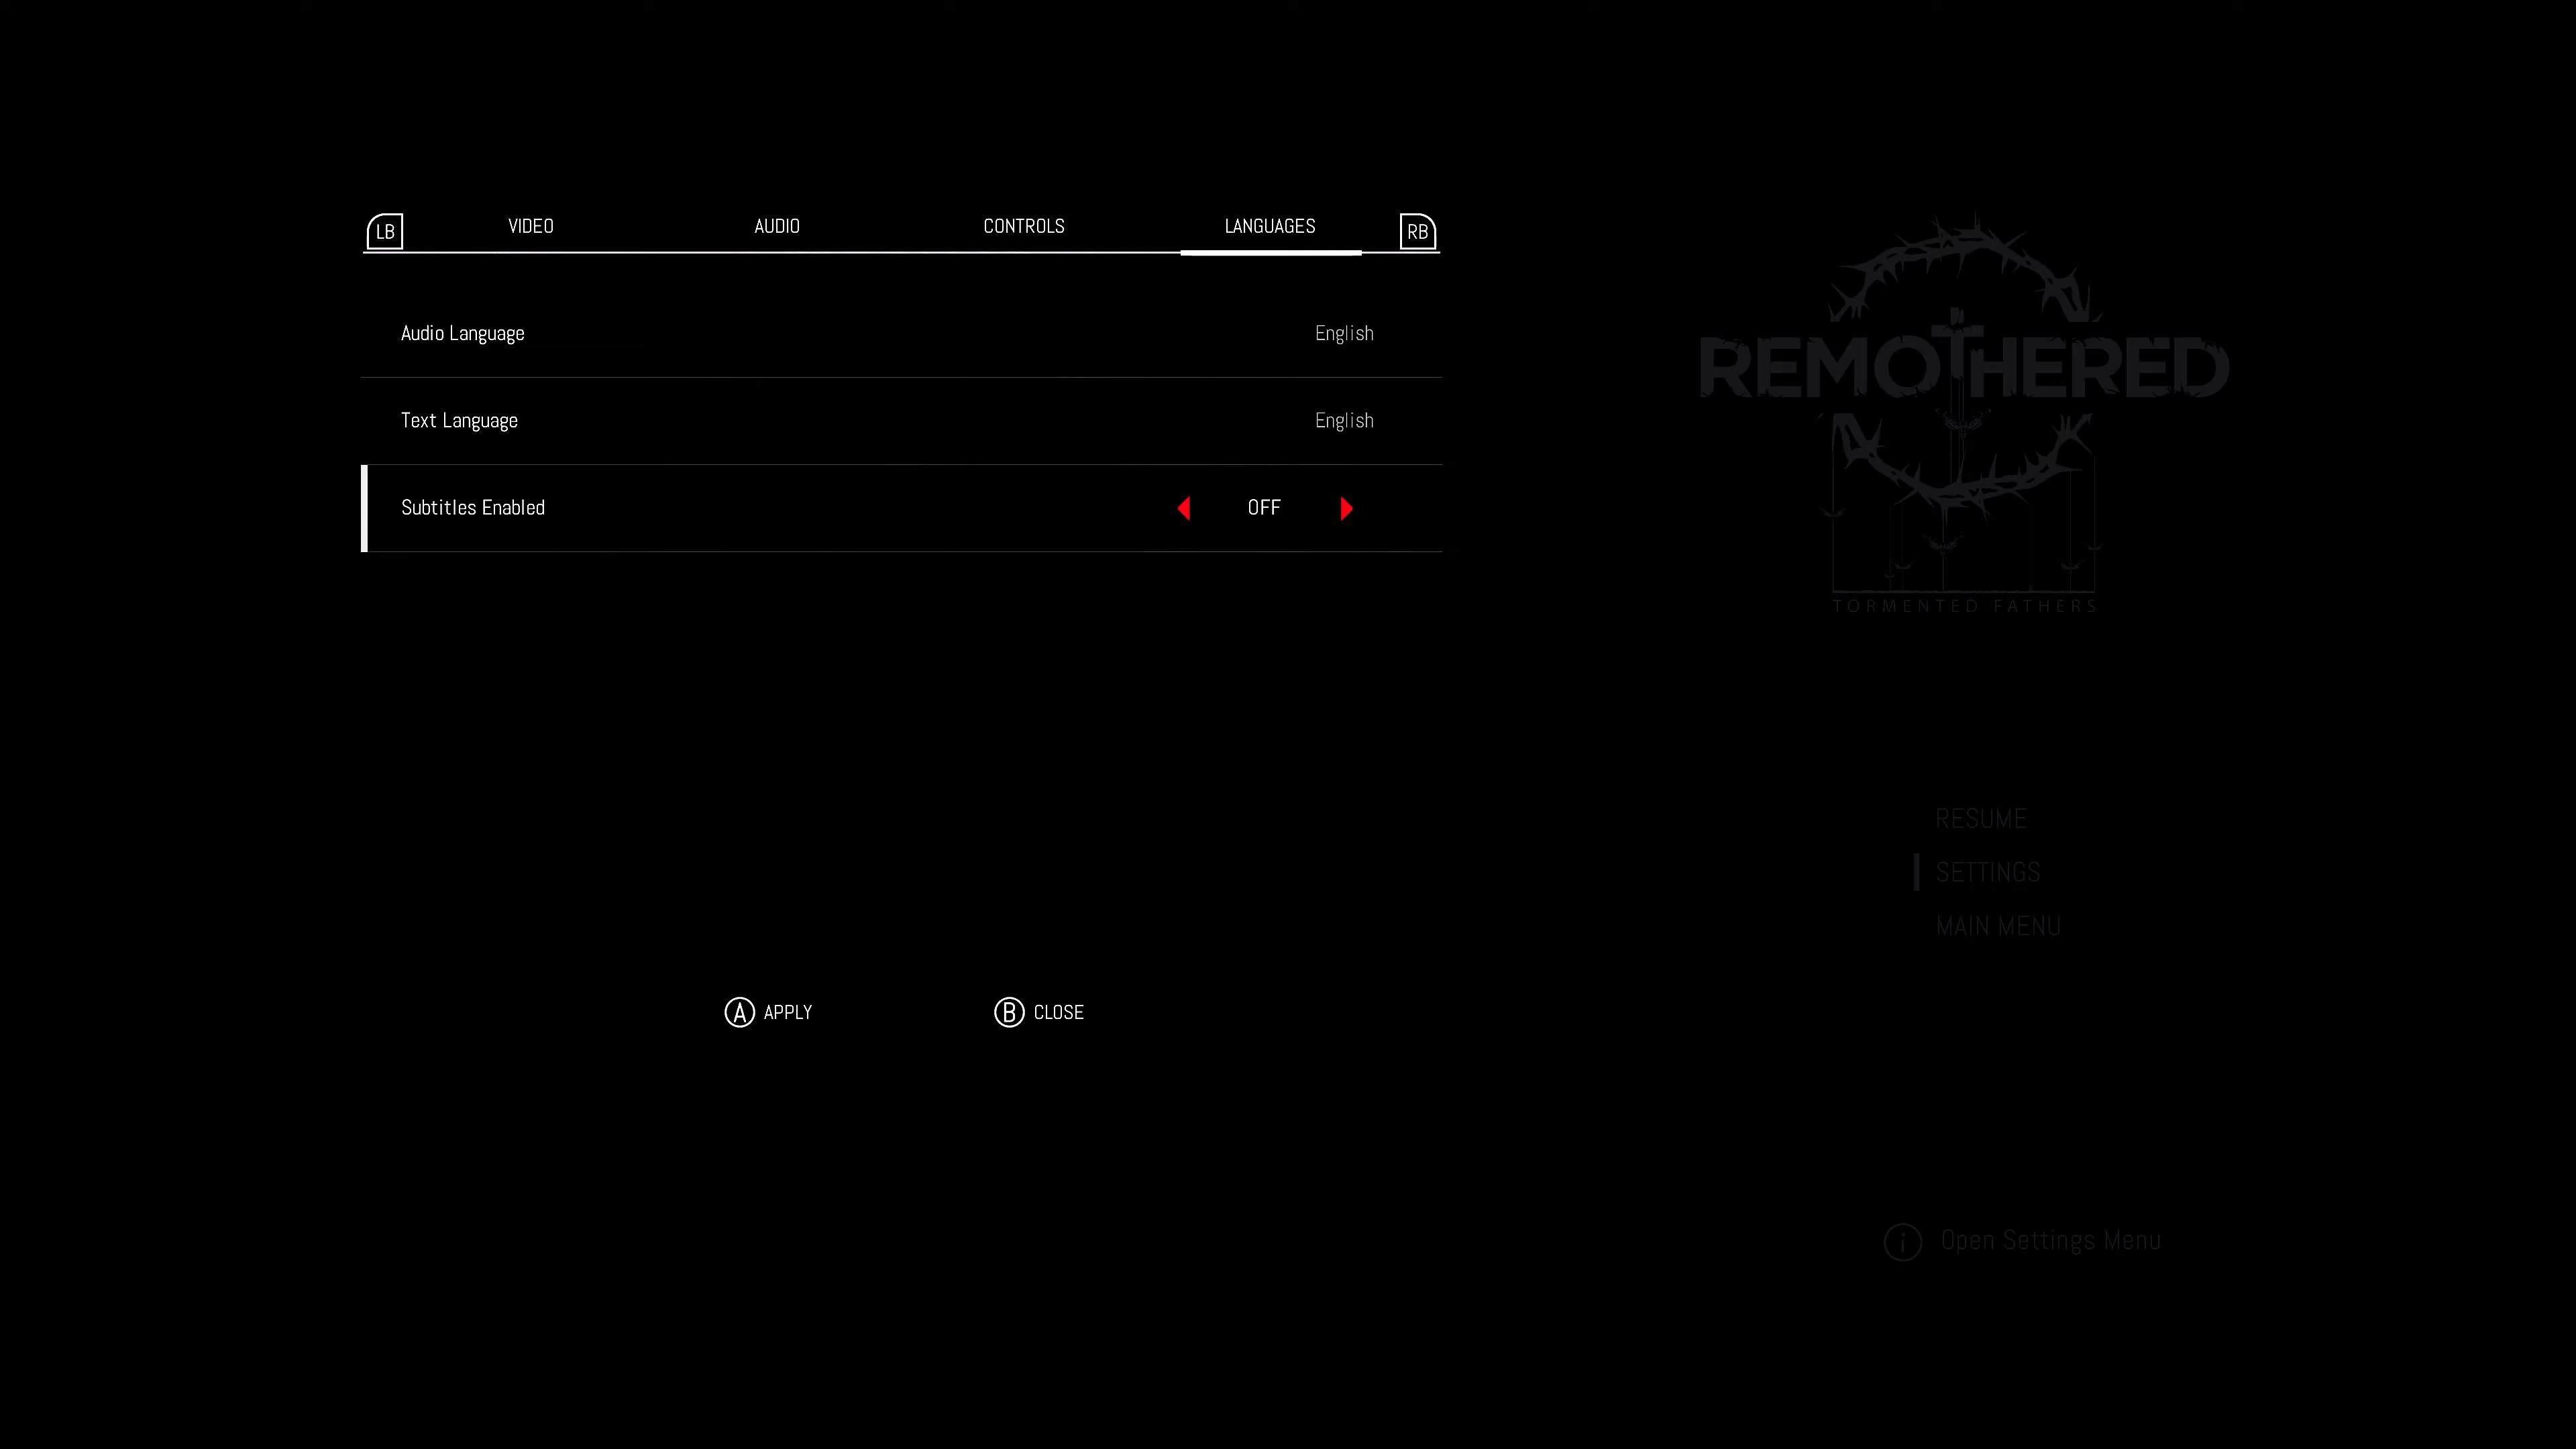 LB VIDEO AUDIO CONTROLS LANGUAGES RB
Audio Language English
Text Language English
Subtitles Enabled OFF
A APPLY B CLOSE
REMOTHERED
TORMENTED FATHERS
RESUME
SETTINGS
MAIN MENU
i Open Settings Menu